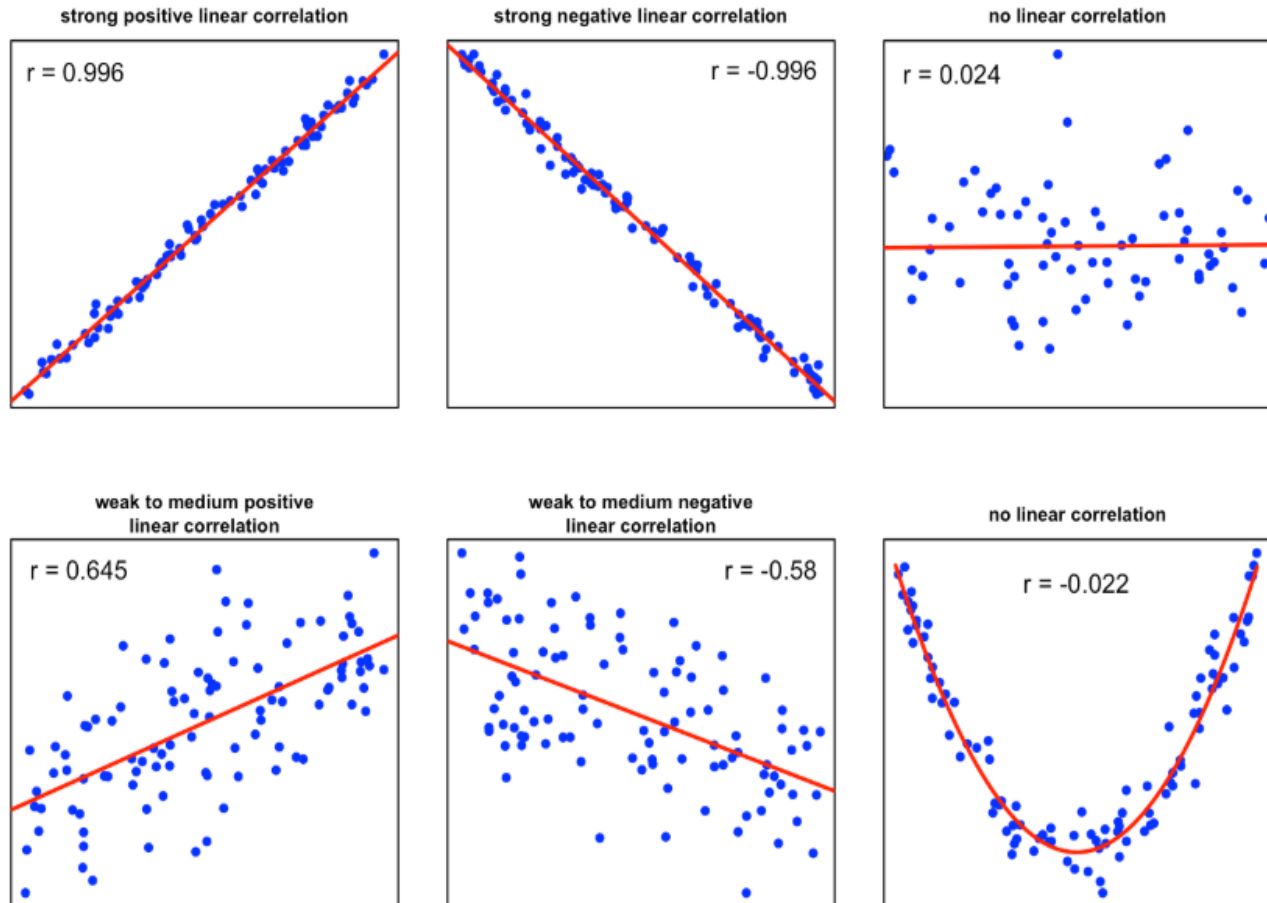 strong positive linear correlation
r = 0.996
strong negative linear correlation
r = -0.996
no linear correlation
r = 0.024
weak to medium positive
linear correlation
r = 0.645
weak to medium negative
linear correlation
r = -0.58
no linear correlation
r = -0.022